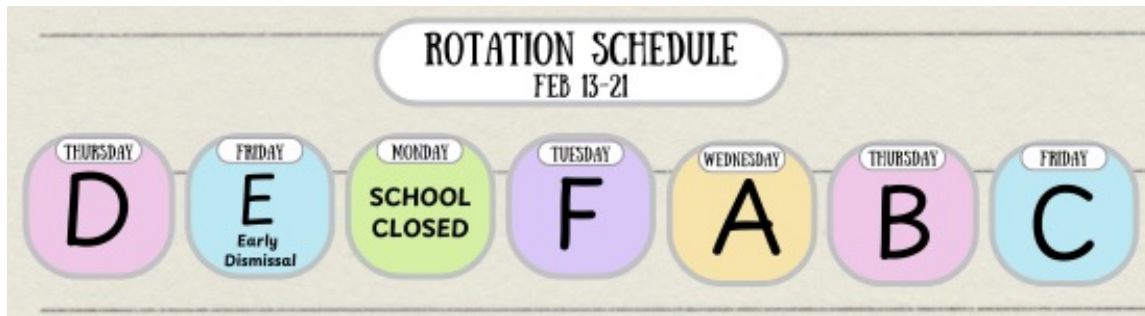 ROTATION SCHEDULE
FEB 13-21
THURSDAY
D
FRIDAY
E
Early
Dismissal
MONDAY
SCHOOL
CLOSED
TUESDAY
F
WEDNESDAY
A
THURSDAY
B
FRIDAY
C